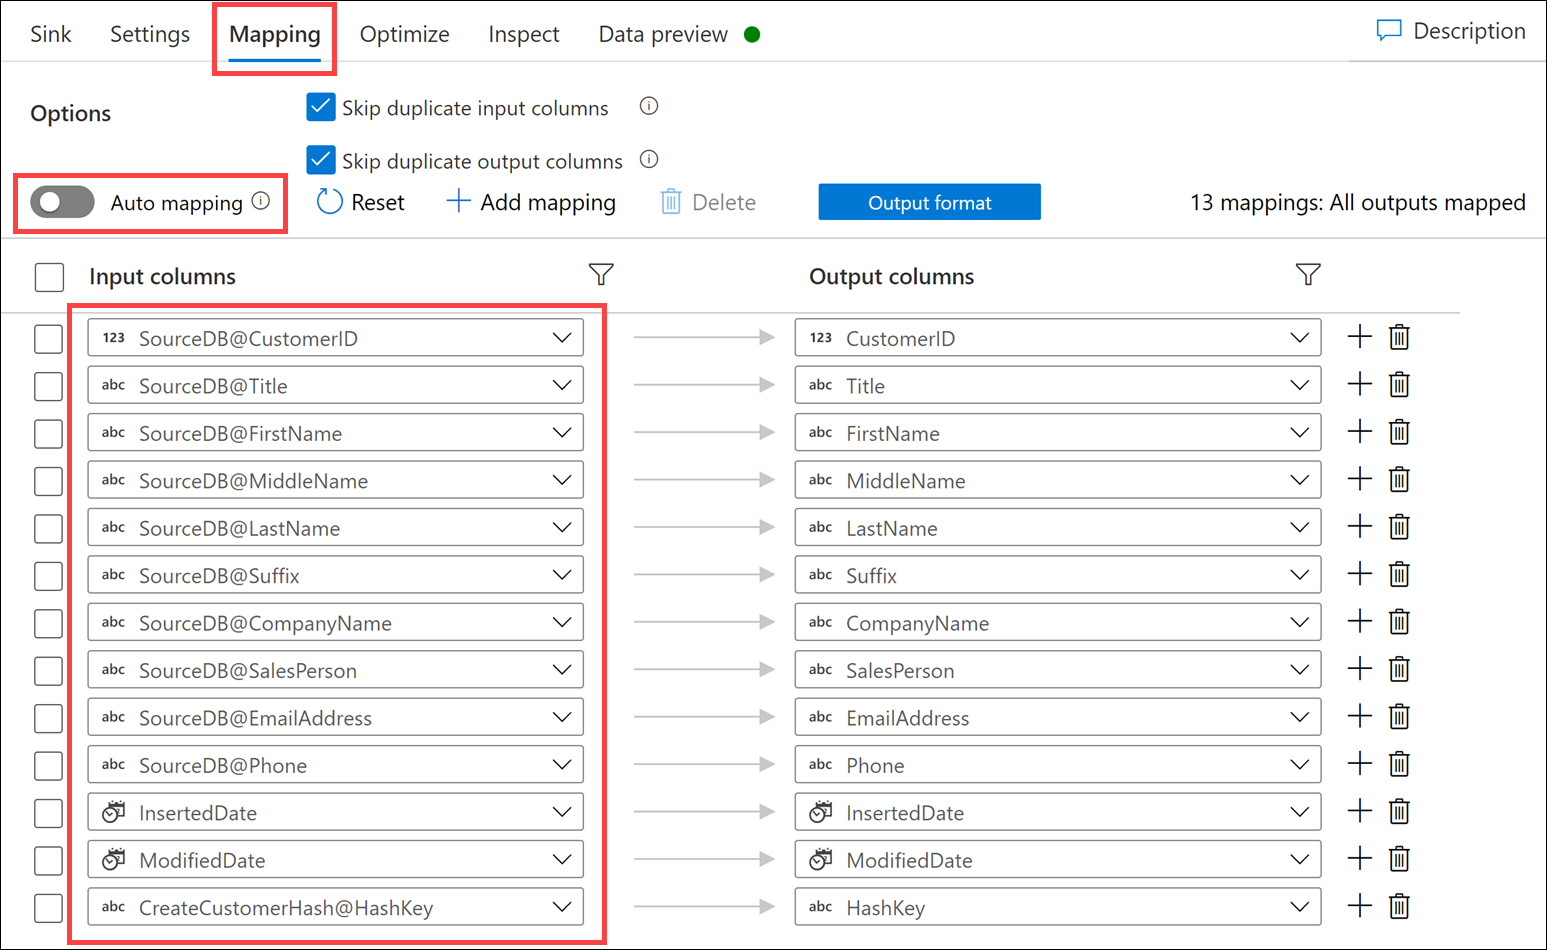 Sink Settings Mapping Optimize Inspect Data preview Description
Options Skip duplicate input columns
Skip duplicate output columns
Auto mapping Reset Add mapping Delete Output format 13 mappings: All outputs mapped
Input columns Output columns
123 SourceDB@CustomerID 123 CustomerID
abc SourceDB@Title abc Title
abc SourceDB@FirstName abc FirstName
abc SourceDB@MiddleName abc MiddleName
abc SourceDB@LastName abc LastName
abc SourceDB@Suffix abc Suffix
abc SourceDB@CompanyName abc CompanyName
abc SourceDB@SalesPerson abc SalesPerson
abc SourceDB@EmailAddress abc EmailAddress
abc SourceDB@Phone abc Phone
InsertedDate InsertedDate
ModifiedDate ModifiedDate
abc CreateCustomerHash@HashKey abc HashKey